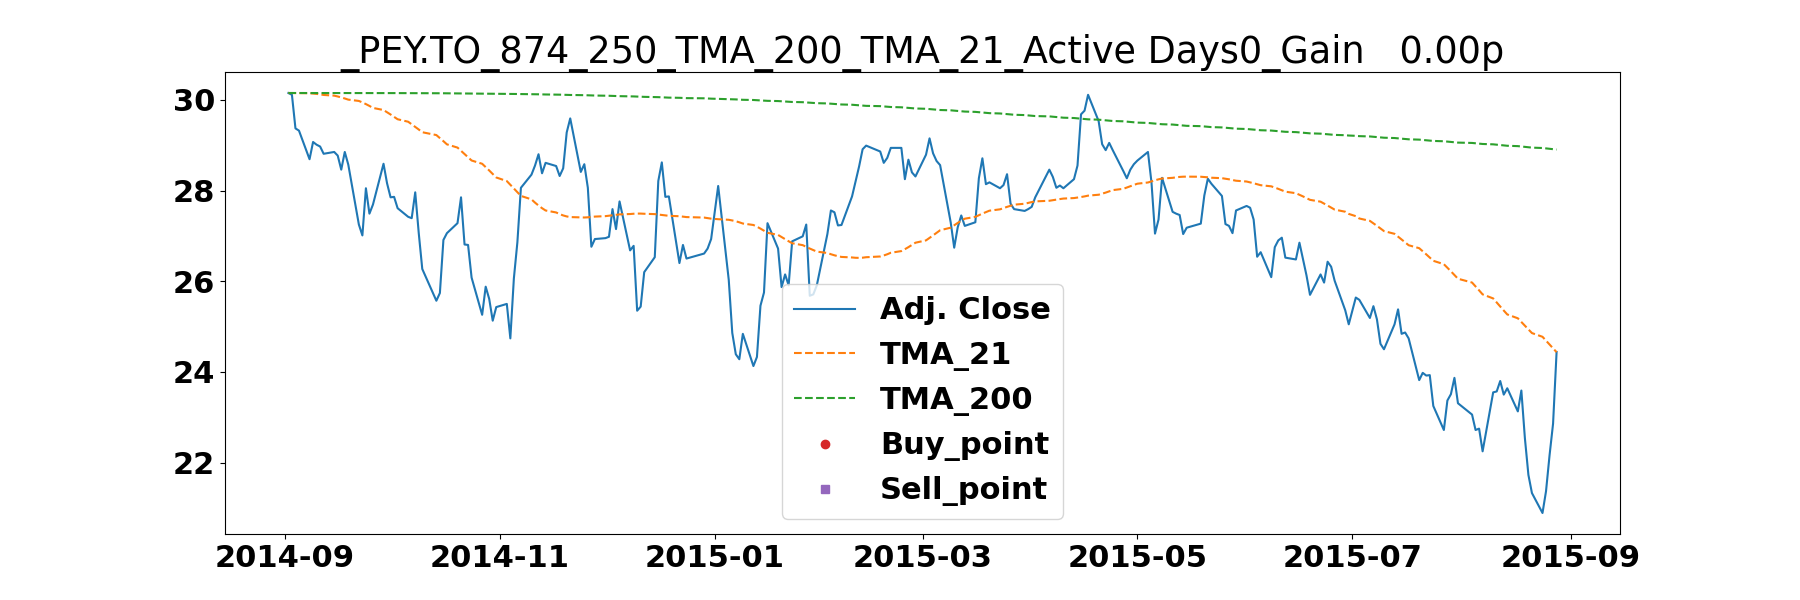 _PEY.TO_874_250_TMA_200_TMA_21_Active Days0_Gain   0.00p
30
28
26
24
22
Adj. Close
TMA_21
TMA_200
Buy_point
Sell_point
2014-09 2014-11 2015-01 2015-03 2015-05 2015-07 2015-09